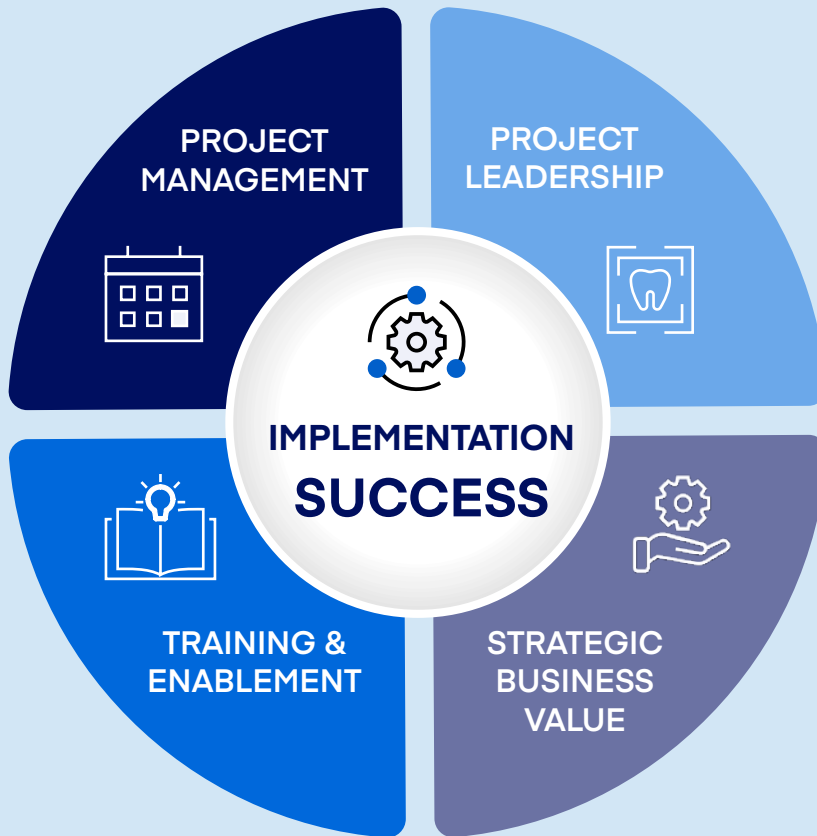 PROJECT
MANAGEMENT
PROJECT
LEADERSHIP
IMPLEMENTATION
SUCCESS
TRAINING &
ENABLEMENT
STRATEGIC
BUSINESS
VALUE